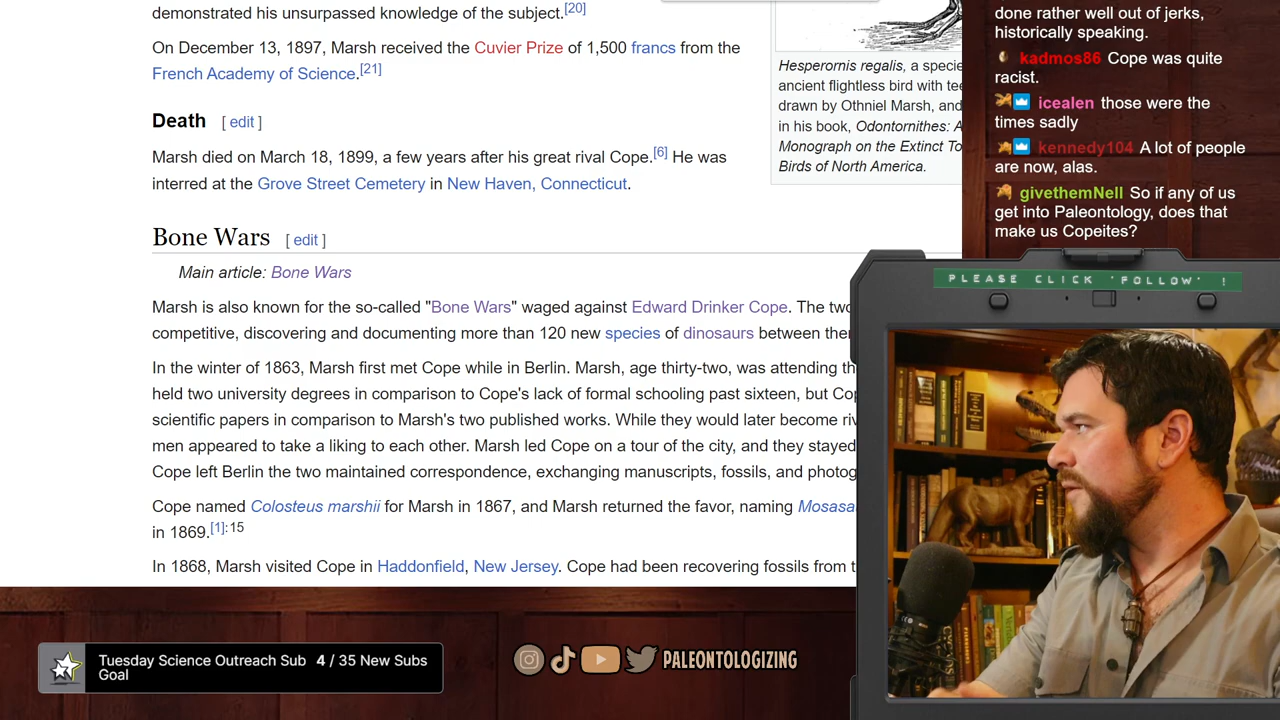 demonstrated his unsurpassed knowledge of the subject.[20]
On December 13, 1897, Marsh received the Cuvier Prize of 1,500 francs from the
French Academy of Science.[21]
Death [ edit ]
Marsh died on March 18, 1899, a few years after his great rival Cope.[6] He was
interred at the Grove Street Cemetery in New Haven, Connecticut.
Hesperornis regalis, a specie
ancient flightless bird with tee
drawn by Othniel Marsh, and
in his book, Odontornithes: A
Monograph on the Extinct To
Birds of North America.
Bone Wars [ edit ]
Main article: Bone Wars
Marsh is also known for the so-called "Bone Wars" waged against Edward Drinker Cope. The two
competitive, discovering and documenting more than 120 new species of dinosaurs between the
In the winter of 1863, Marsh first met Cope while in Berlin. Marsh, age thirty-two, was attending th
held two university degrees in comparison to Cope's lack of formal schooling past sixteen, but Cop
scientific papers in comparison to Marsh's two published works. While they would later become riv
men appeared to take a liking to each other. Marsh led Cope on a tour of the city, and they stayed
Cope left Berlin the two maintained correspondence, exchanging manuscripts, fossils, and photog
Cope named Colosteus marshii for Marsh in 1867, and Marsh returned the favor, naming Mosasa
in 1869.[1]:15
In 1868, Marsh visited Cope in Haddonfield, New Jersey. Cope had been recovering fossils from t
done rather well out of jerks,
historically speaking.
kadmos86 Cope was quite
racist.
icealen those were the
times sadly
kennedy104 A lot of people
are now, alas.
givethemNell So if any of us
get into Paleontology, does that
make us Copeites?
PLEASE CLICK 'FOLLOW' !
Tuesday Science Outreach Sub 4 / 35 New Subs
Goal
PALEONTOLOGIZING